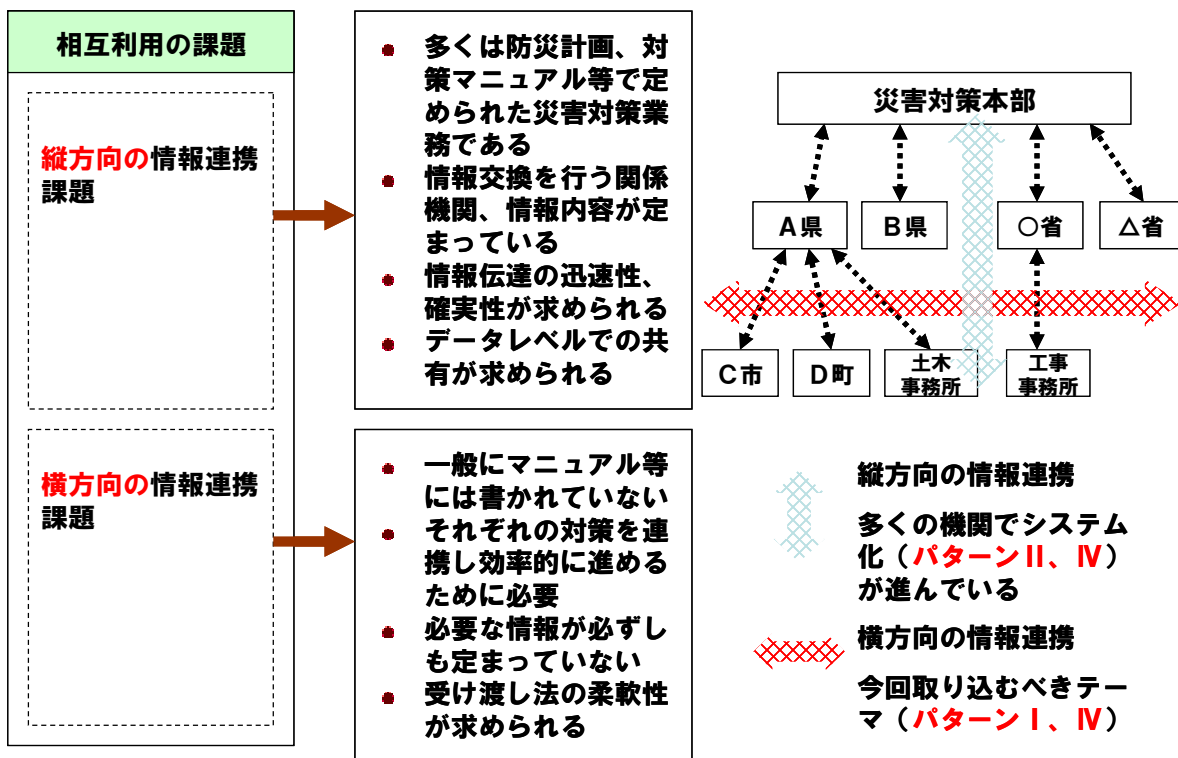 相互利用の課題
縦方向の情報連携
課題
横方向の情報連携
課題
多くは防災計画、対
策マニュアル等で定
められた災害対策業
務である
情報交換を行う関係
機関、情報内容が定
まっている
情報伝達の迅速性、
確実性が求められる
データレベルでの共
有が求められる
一般にマニュアル等
には書かれていない
それぞれの対策を連
携し効率的に進める
ために必要
必要な情報が必ずし
も定まっていない
受け渡し法の柔軟性
が求められる
災害対策本部
A県
B県
○省
△省
C市
D町
土木
事務所
工事
事務所
縦方向の情報連携
多くの機関でシステム
化（パターンⅡ、Ⅳ）
が進んでいる
横方向の情報連携
今回取り込むべきテー
マ（パターンⅠ、Ⅳ）